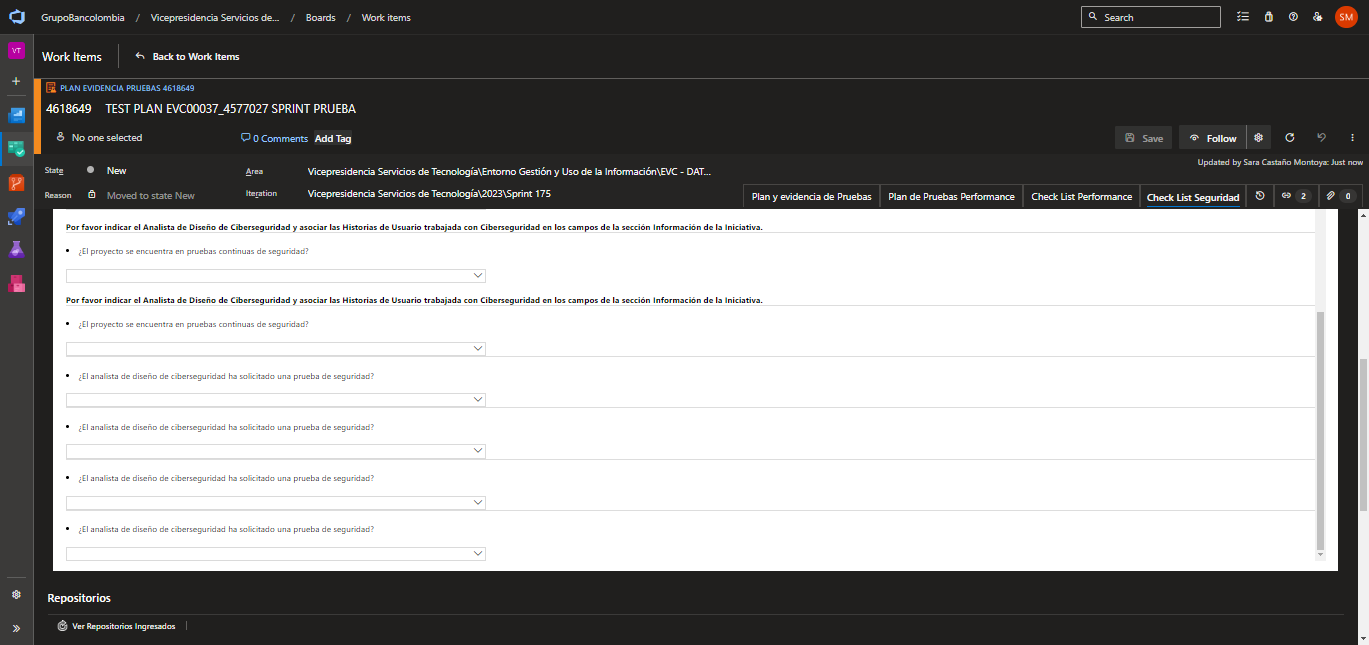 GrupoBancolombia / Vicepresidencia Servicios de... / Boards / Work items
Search
SM
VT
Work Items
Back to Work Items
PLAN EVIDENCIA PRUEBAS 4618649
4618649 TEST PLAN EVC00037_4577027 SPRINT PRUEBA
No one selected
0 Comments
Add Tag
Save
Follow
Updated by Sara Castaño Montoya: Just now
State
New
Area
Vicepresidencia Servicios de Tecnología\Entorno Gestión y Uso de la Información\EVC - DAT...
Reason
Moved to state New
Iteration
Vicepresidencia Servicios de Tecnología\2023\Sprint 175
Plan y evidencia de Pruebas
Plan de Pruebas Performance
Check List Performance
Check List Seguridad
2
0
Por favor indicar el Analista de Diseño de Ciberseguridad y asociar las Historias de Usuario trabajada con Ciberseguridad en los campos de la sección Información de la Iniciativa.
• ¿El proyecto se encuentra en pruebas continuas de seguridad?
Por favor indicar el Analista de Diseño de Ciberseguridad y asociar las Historias de Usuario trabajada con Ciberseguridad en los campos de la sección Información de la Iniciativa.
• ¿El proyecto se encuentra en pruebas continuas de seguridad?
• ¿El analista de diseño de ciberseguridad ha solicitado una prueba de seguridad?
• ¿El analista de diseño de ciberseguridad ha solicitado una prueba de seguridad?
• ¿El analista de diseño de ciberseguridad ha solicitado una prueba de seguridad?
• ¿El analista de diseño de ciberseguridad ha solicitado una prueba de seguridad?
Repositorios
Ver Repositorios Ingresados